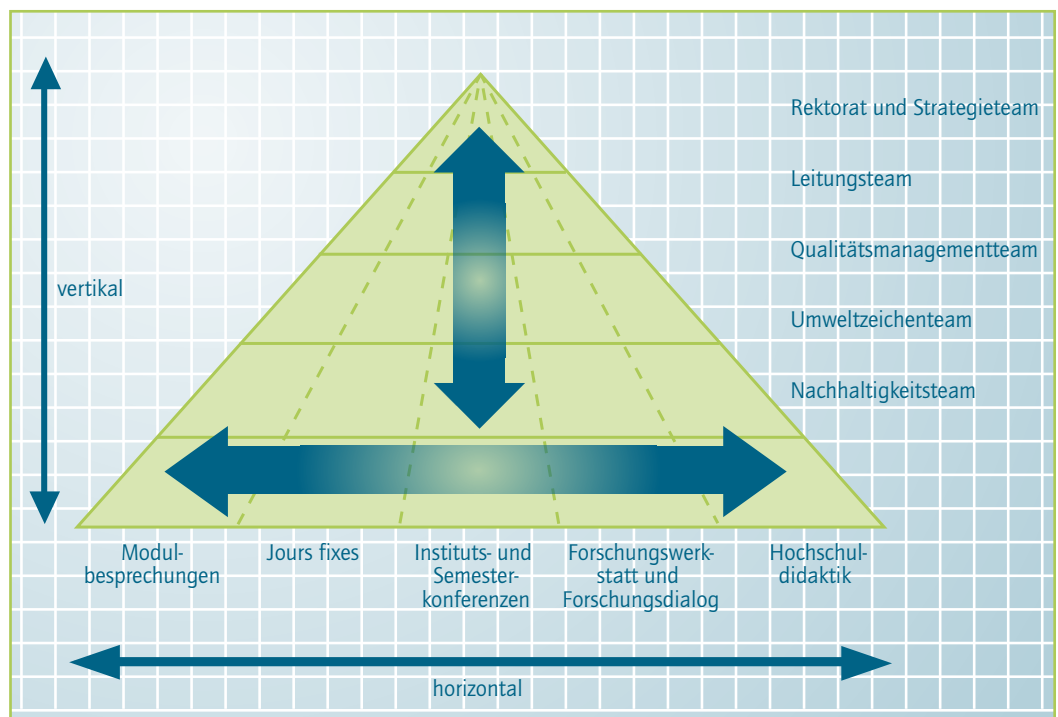 Rektorat und Strategieteam
Leitungsteam
Qualitätsmanagementteam
vertikal
Umweltzeichenteam
Nachhaltigkeitsteam
Modul-
besprechungen
Jours fixes
Instituts- und
Semester-
konferenzen
Forschungswerk-
statt und
Forschungsdialog
Hochschul-
didaktik
horizontal